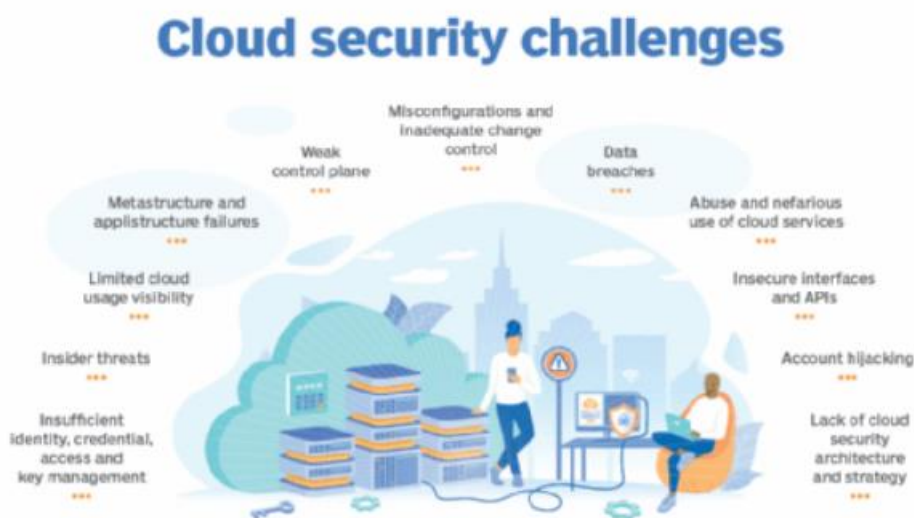 Cloud security challenges
Misconfigurations and
inadequate change
control
Weak
control plane
Data
breaches
Metastructure and
applistructure failures
Abuse and nefarious
use of cloud services
Limited cloud
usage visibility
Insecure interfaces
and APIs
Insider threats
Account hijacking
Insufficient
identity, credential,
access and
key management
Lack of cloud
security
architecture
and strategy